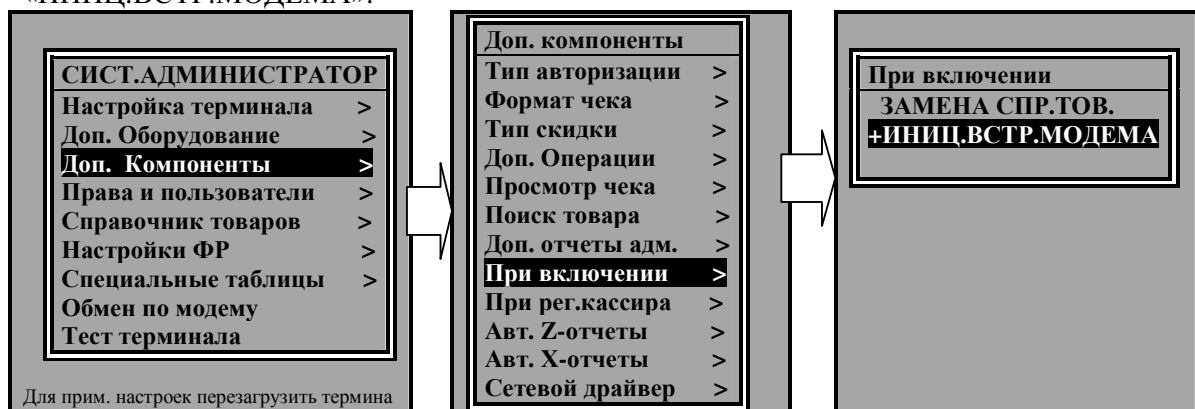 «ИНИЦ.ВСТР.МОДЕМА».
СИСТ.АДМИНИСТРАТОР
Настройка терминала >
Доп. Оборудование >
Доп. Компоненты >
Права и пользователи >
Справочник товаров >
Настройки ФР >
Специальные таблицы >
Обмен по модему
Тест терминала
Для прим. настроек перезагрузить термина
Доп. компоненты
Тип авторизации >
Формат чека >
Тип скидки >
Доп. Операции >
Просмотр чека >
Поиск товара >
Доп. отчеты адм. >
При включении >
При рег.кассира >
Авт. Z-отчеты >
Авт. X-отчеты >
Сетевой драйвер >
При включении
ЗАМЕНА СПР.ТОВ.
+ИНИЦ.ВСТР.МОДЕМА